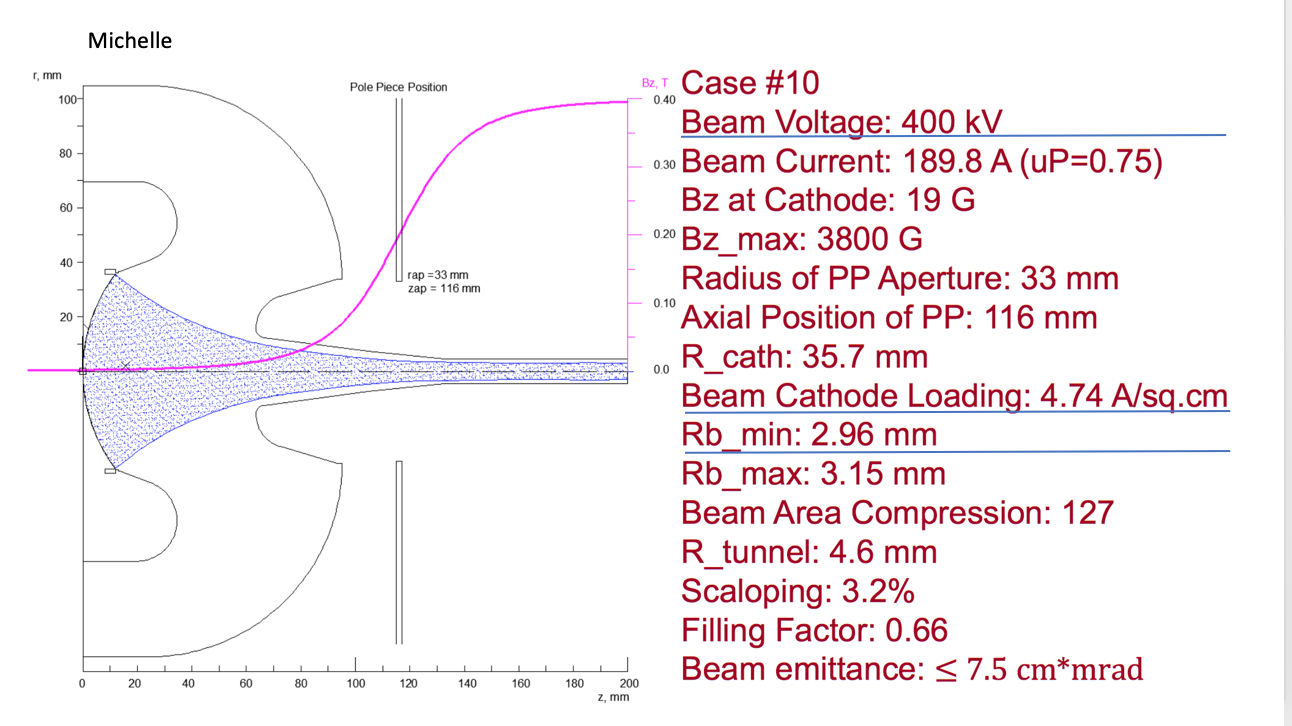 Michelle
r, mm
Pole Piece Position
Bz, T
100
80
60
40
20
0.40
0.30
0.20
0.10
0.0
rap =33 mm
zap = 116 mm
0 20 40 60 80 100 120 140 160 180 200
z, mm
Case #10
Beam Voltage: 400 kV
Beam Current: 189.8 A (uP=0.75)
Bz at Cathode: 19 G
Bz_max: 3800 G
Radius of PP Aperture: 33 mm
Axial Position of PP: 116 mm
R_cath: 35.7 mm
Beam Cathode Loading: 4.74 A/sq.cm
Rb_min: 2.96 mm
Rb_max: 3.15 mm
Beam Area Compression: 127
R_tunnel: 4.6 mm
Scaloping: 3.2%
Filling Factor: 0.66
Beam emittance: ≤ 7.5 cm*mrad